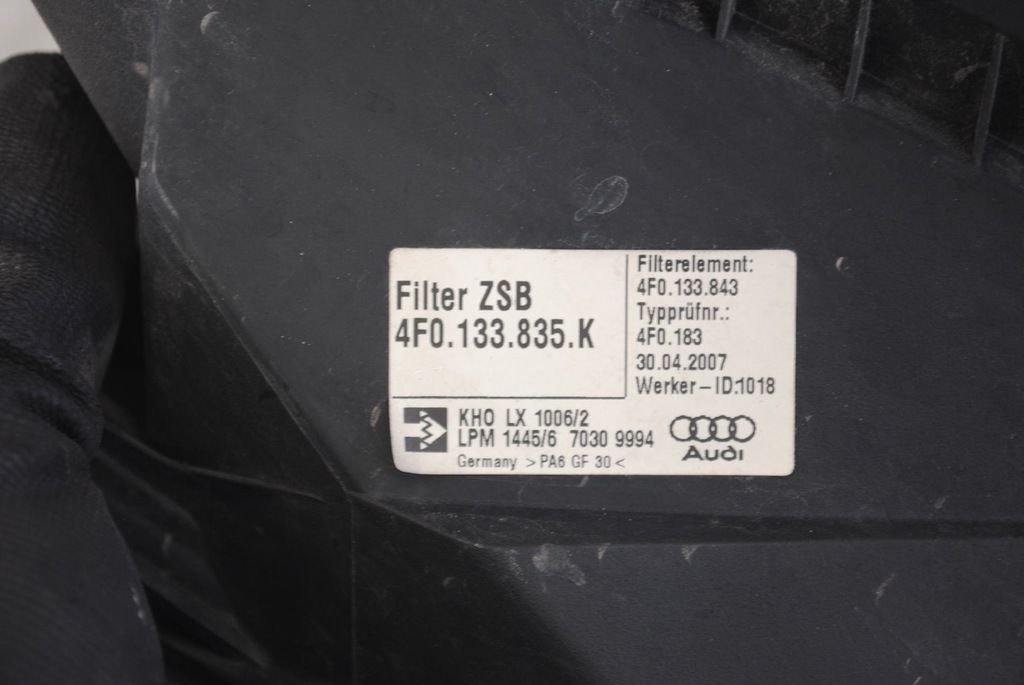 Filter ZSB
4F0.133.835.K
Filterelement:
4F0.133.843
Typprüfnr.:
4F0.183
30.04.2007
Werker-ID:1018
KHO LX 1006/2
LPM 1445/6 7030 9994
Germany >PA6 GF 30<
Audi